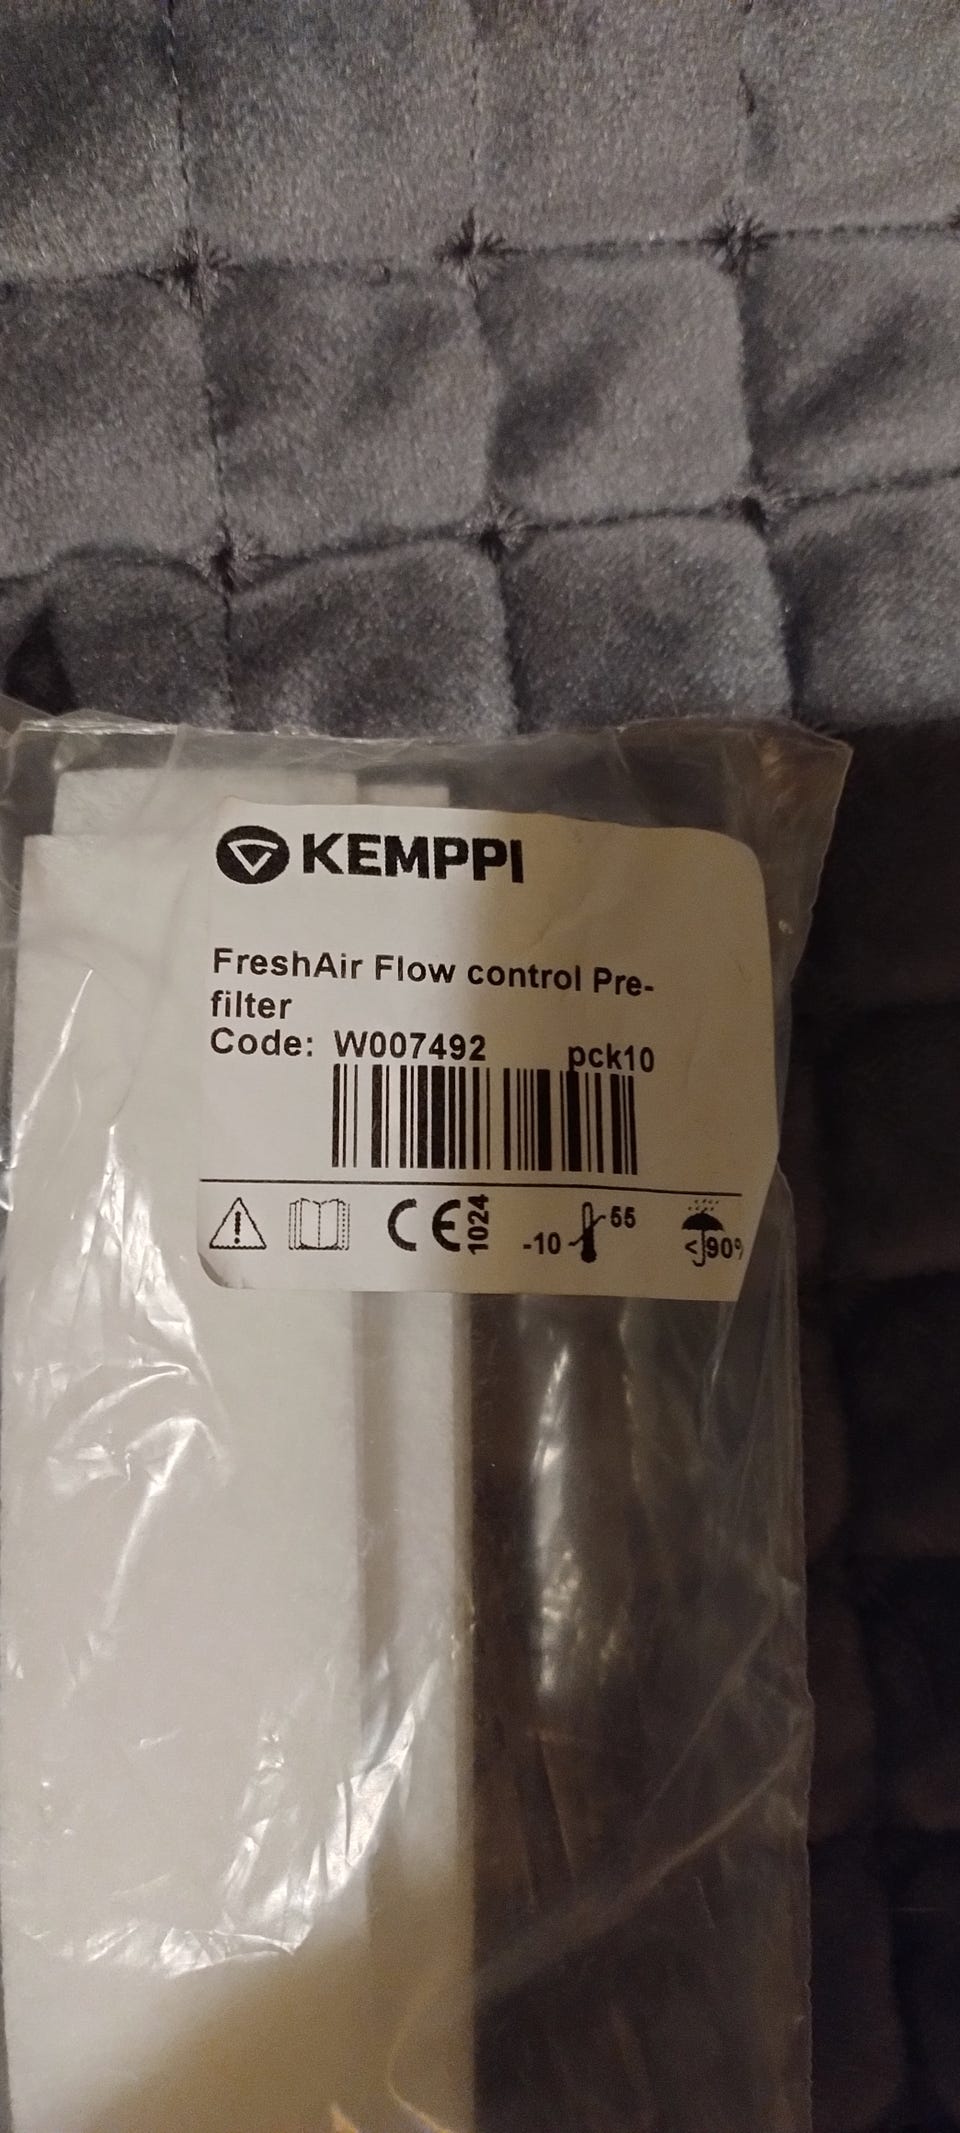 KEMPPI
FreshAir Flow control Pre-
filter
Code: W007492 pck10
CE 1024 -10 55 <90%